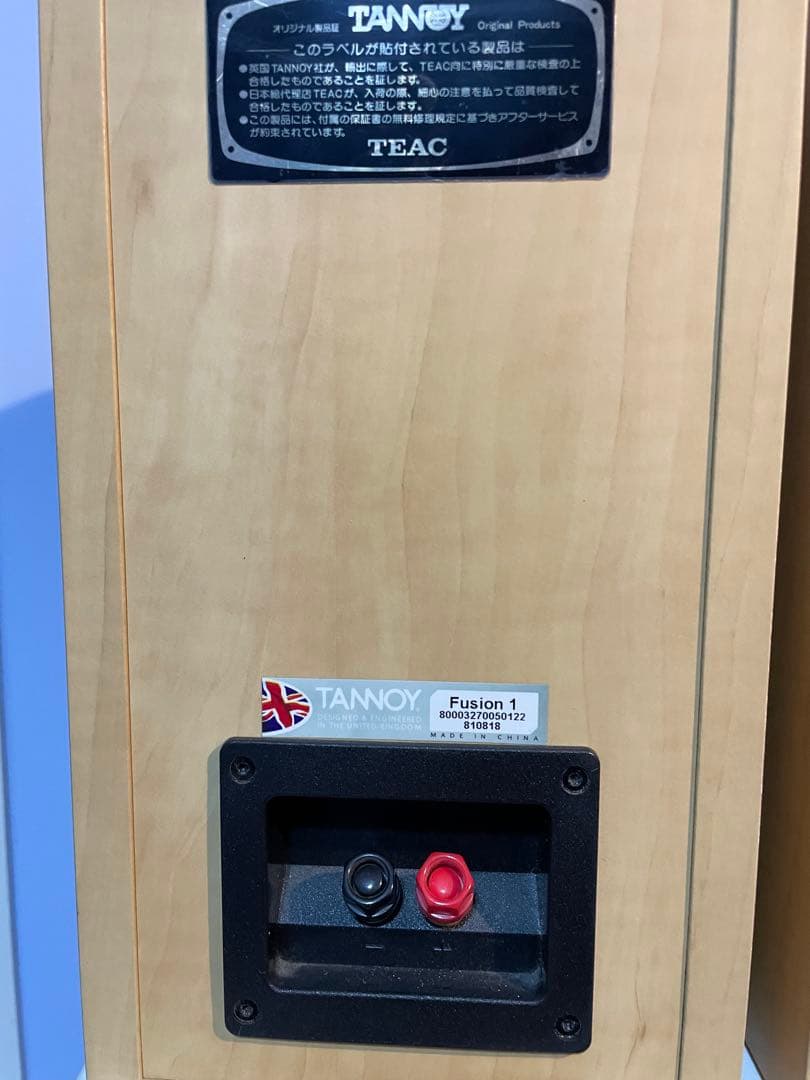 オリジナル製品証 TANNOY Original Products
このラベルが貼付されている製品は
●英国TANNOY社が、輸出に際して、TEAC向に特別に厳重な検査の上
合格したものであることを証します。
●日本総代理店TEACが、入荷の際、細心の注意を払って品質検査して
合格したものであることを証します。
●この製品には、付属の保証書の無料修理規定に基づきアフターサービス
が約束されています。
TEAC
TANNOY
DESIGNED & ENGINEERED
IN THE UNITED KINGDOM
Fusion 1
80003270050122
810818
MADE IN CHINA